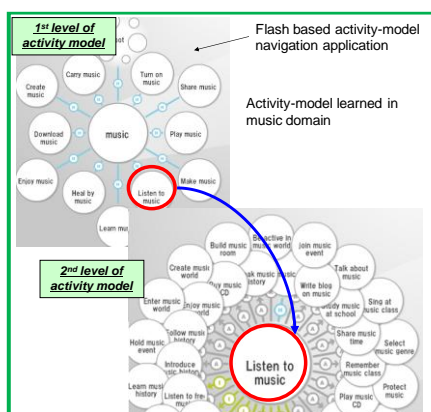 1st level of
activity model
Flash based activity-model
navigation application
Activity-model learned in
music domain
Carry music
Turn on
music
Share music
Create
music
Download
music
music
Play music
Enjoy music
Heal by
music
Listen to
music
Make music
2nd level of
activity model
Build music
room
Join music
event
Talk about
music
Create music
world
Write blog
on music
Sing at
music class
Enter music
world
Enjoy music
world
music
at school
Share music
time
Select
music genre
Hold music
event
Follow music
history
Listen to
music
Remember
music class
Introduce
music
history
Protect
music
Learn music
history
Play music
CD